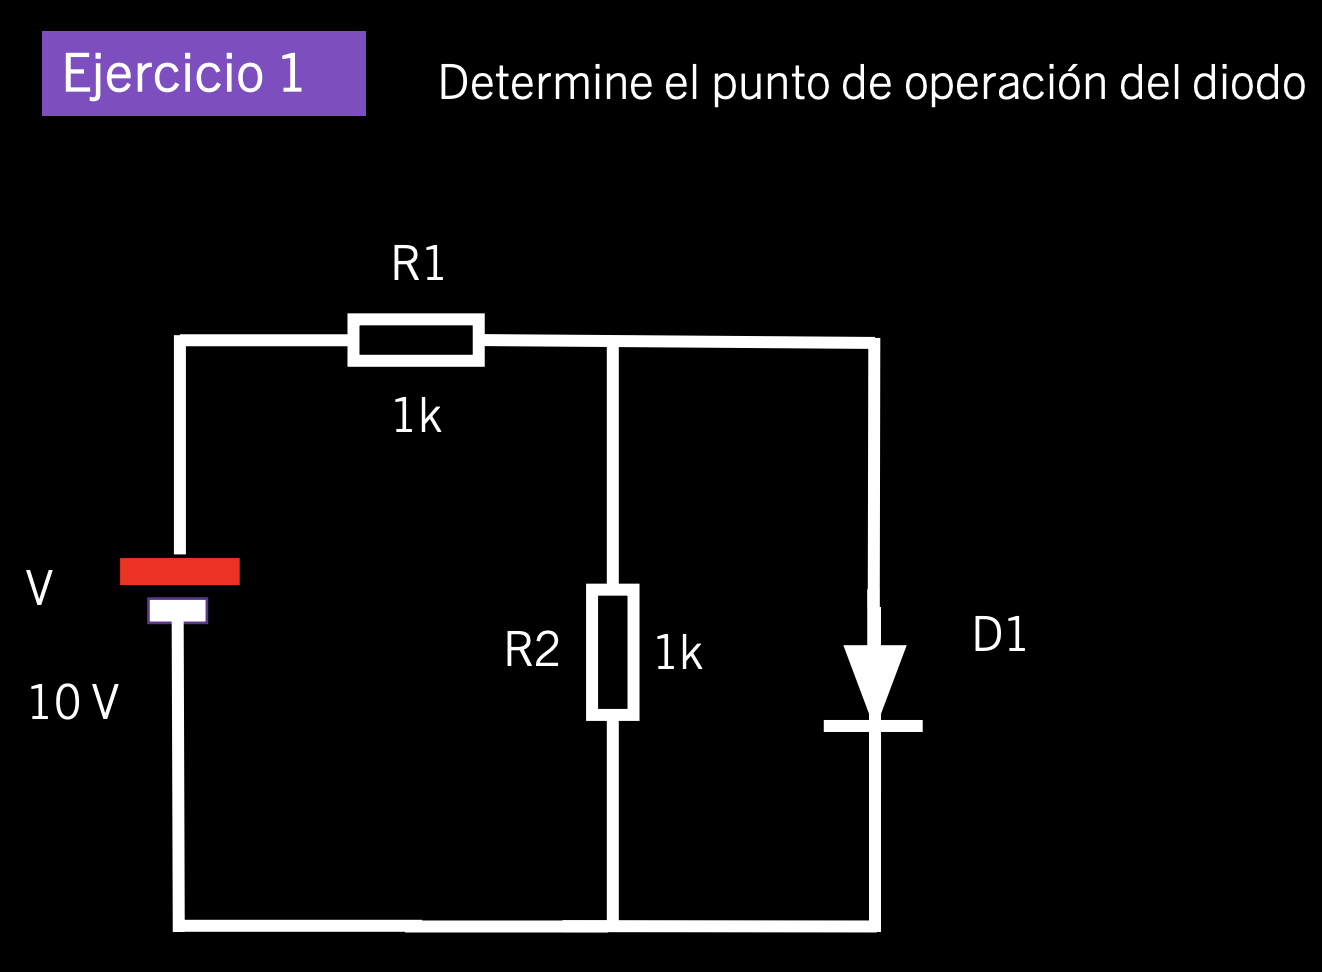 Ejercicio 1
Determine el punto de operación del diodo
R1
1k
V
10 V
R2
1k
D1